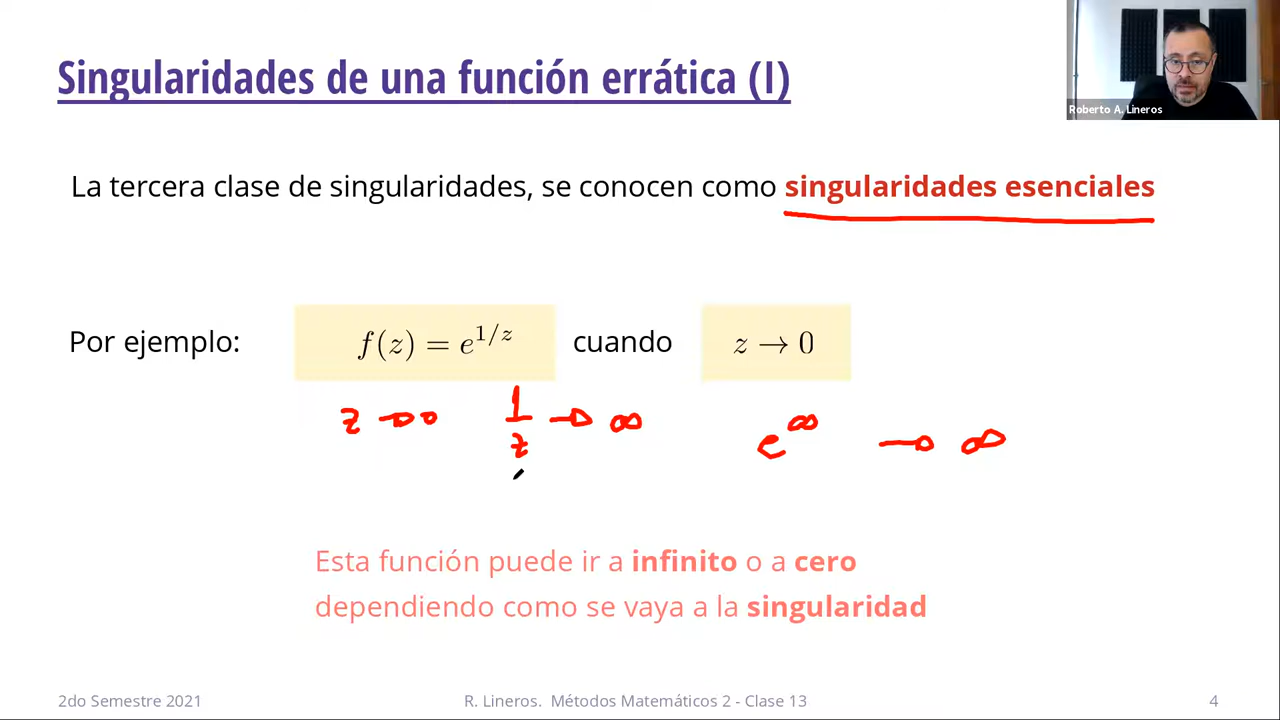 Singularidades de una función errática (I)
Roberto A. Lineros
La tercera clase de singularidades, se conocen como singularidades esenciales
Por ejemplo: f(z) = e^{1/z} cuando z → 0
z → 0 1/z → ∞ e^∞ → ∞
Esta función puede ir a infinito o a cero
dependiendo como se vaya a la singularidad
2do Semestre 2021 R. Lineros. Métodos Matemáticos 2 - Clase 13 4